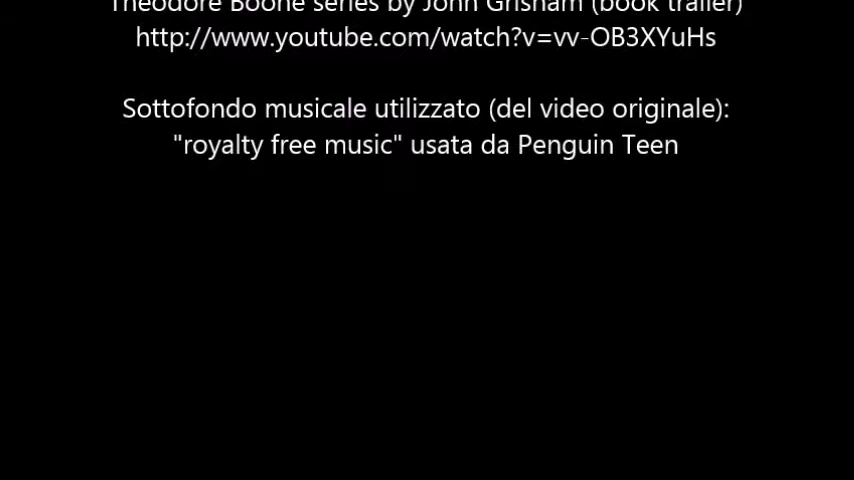 Theodore Boone series by John Grisham (book trailer)
http://www.youtube.com/watch?v=vv-OB3XYuHs
Sottofondo musicale utilizzato (del video originale):
"royalty free music" usata da Penguin Teen